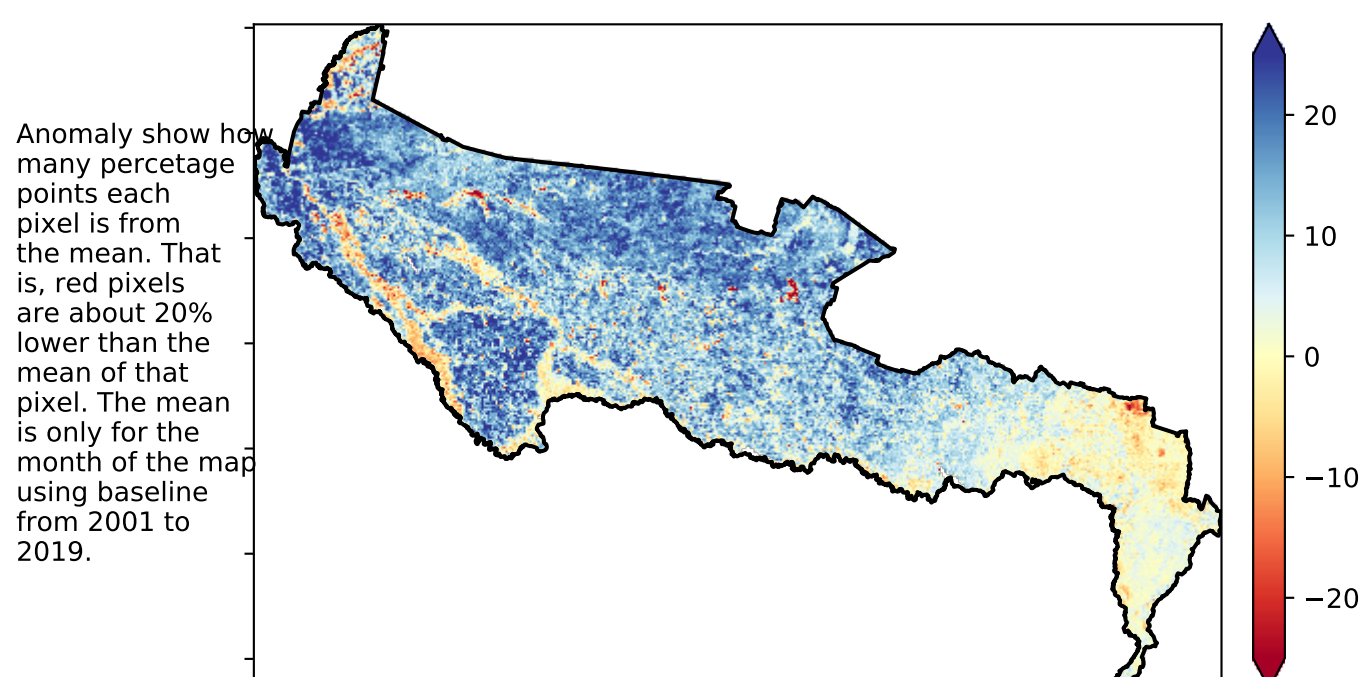 Anomaly show how
many percetage
points each
pixel is from
the mean. That
is, red pixels
are about 20%
lower than the
mean of that
pixel. The mean
is only for the
month of the map
using baseline
from 2001 to
2019.
20
10
0
−10
−20